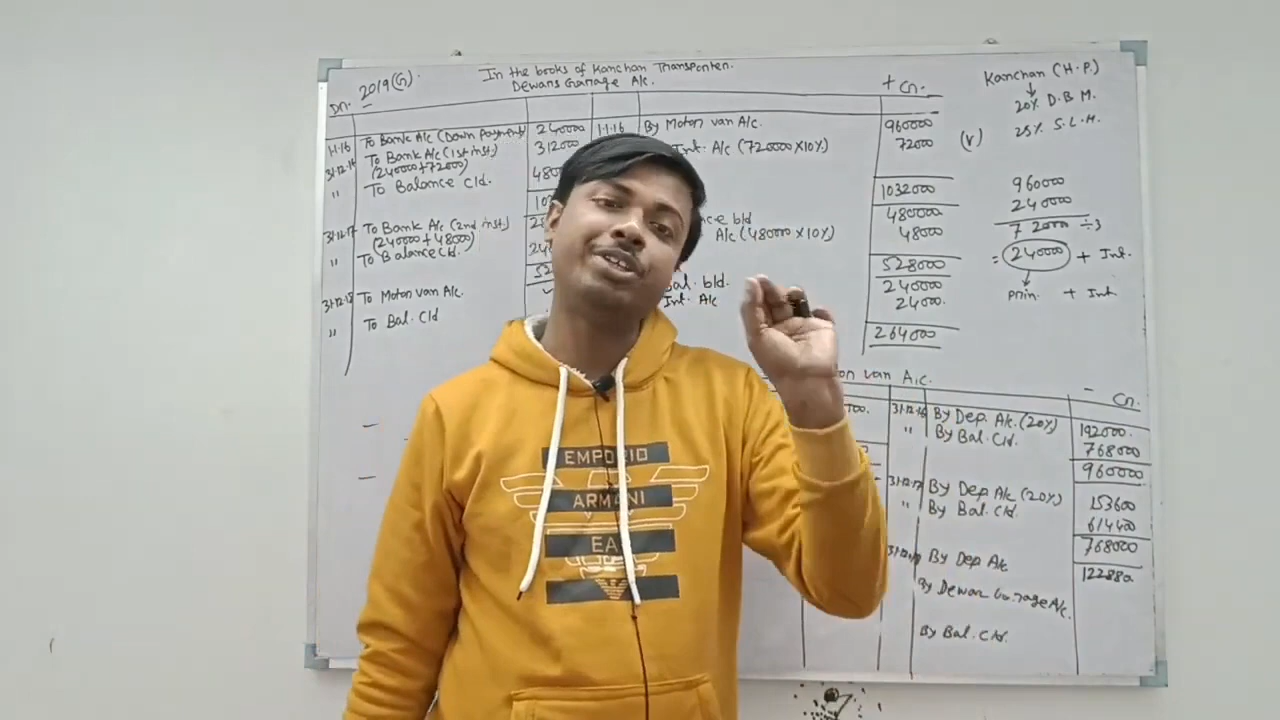 2019(G).
In the books of Kanchan Transporter.
Dewans Garage A/c.
Dr.
+ Cr.
1.1.16 To Bank A/c (Down Payment) 240000 1.1.16 By Motor van A/c. 960000
31.12.16 To Bank A/c (1st inst.) 312000 Int. A/c (720000 X10%) 72000
(240000+72000)
" To Balance C/d. 480 1032000
480000
31.12.17 To Bank A/c (2nd inst) b/d
(240000+48000) A/c (480000 X10%) 48000
" To Balance C/d. 528000
31.12.18 To Motor van A/c. b/d. 240000
Int. A/c 24000.
" To Bal. C/d 264000
Kanchan (H.P.)
20% D.B.M.
25% S.L.M.
(v)
960000
240000
72000 ÷3
= 240000 + Int.
Prin. + Int
van A/c.
- Cr.
31.12.16 By Dep. A/c. (20%) 192000.
" By Bal. C/d. 768000
960000
31.12.17 By Dep A/c (20%) 153600
" By Bal. C/d. 614400
768000
By Dep A/c 122880
By Dewan Garage A/c.
By Bal. C/d.
EMPORIO
ARMANI
EA